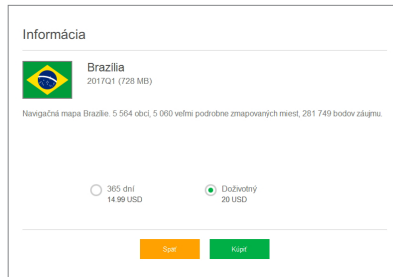 Informácia
Brazília
2017Q1 (728 MB)
Navigačná mapa Brazílie. 5 564 obcí, 5 060 veľmi podrobne zmapovaných miest, 281 749 bodov záujmu.
365 dní
14.99 USD
Doživotný
20 USD
Späť
Kúpiť